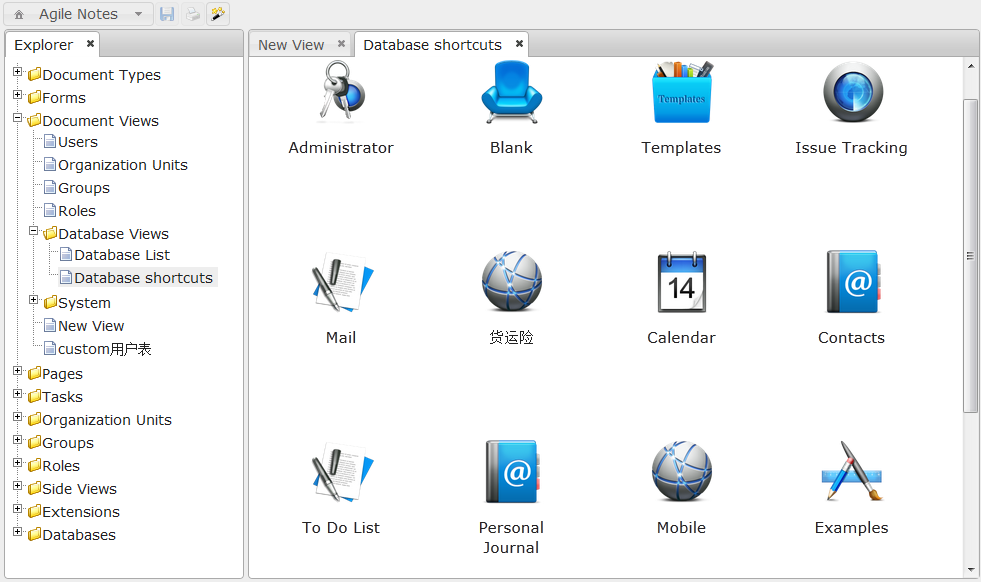 Agile Notes
Explorer
New View
Database shortcuts
Document Types
Forms
Document Views
Users
Organization Units
Groups
Roles
Database Views
Database List
Database shortcuts
System
New View
custom用户表
Pages
Tasks
Organization Units
Groups
Roles
Side Views
Extensions
Databases
Templates
Administrator
Blank
Templates
Issue Tracking
14
@
Mail
货运险
Calendar
Contacts
@
To Do List
Personal
Journal
Mobile
Examples